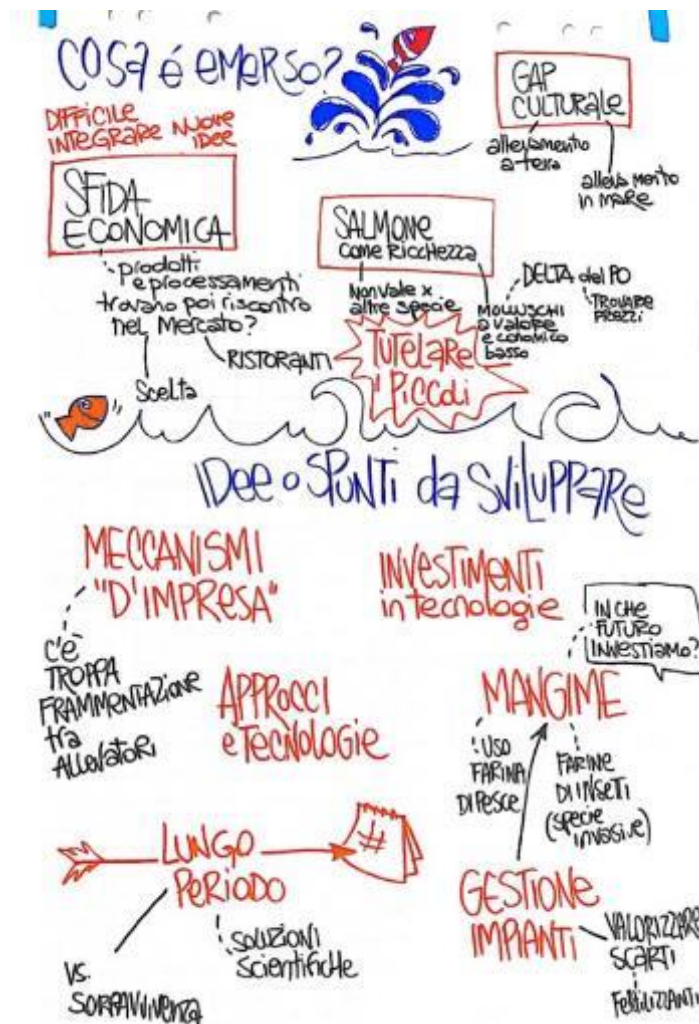 COSA é EMERSO?
DIFFICILE
INTEGRARE NUOVE
IDEE
SFIDA
ECONOMICA
prodotti
e processamenti
trovano poi riscontro
nel Mercato?
Scelta
RISTORANTI
SALMONE
come Ricchezza
Non vale x
altre specie
MOLLUSCHI
a valore
economico
basso
DELTA del PO
TROVARE
PREZZI
TUTELARE
i Piccoli
GAP
CULTURALE
allevamento
a terra
allevamento
in mare
IDee o SPUNTi da SViLUPPARE
MECCANISMI
"D'IMPRESA"
c'è
TROPPA
FRAMMENTAZIONE
tra
ALLEVATORI
APPROCCI
e TECNOLOGIE
INVESTIMENTI
in tecnologie
IN CHE
FUTURO
INVESTIAMO?
MANGIME
USO
FARINA
DI PESCE
FARINE
DI INSETI
(specie
invasive)
LUNGO
PERIODO
#
VS.
SOPRAVVIVENZA
SOLUZIONI
Scientifiche
GESTIONE
IMPIANTI
VALORIZZARE
SCARTI
FERTILIZZANTI